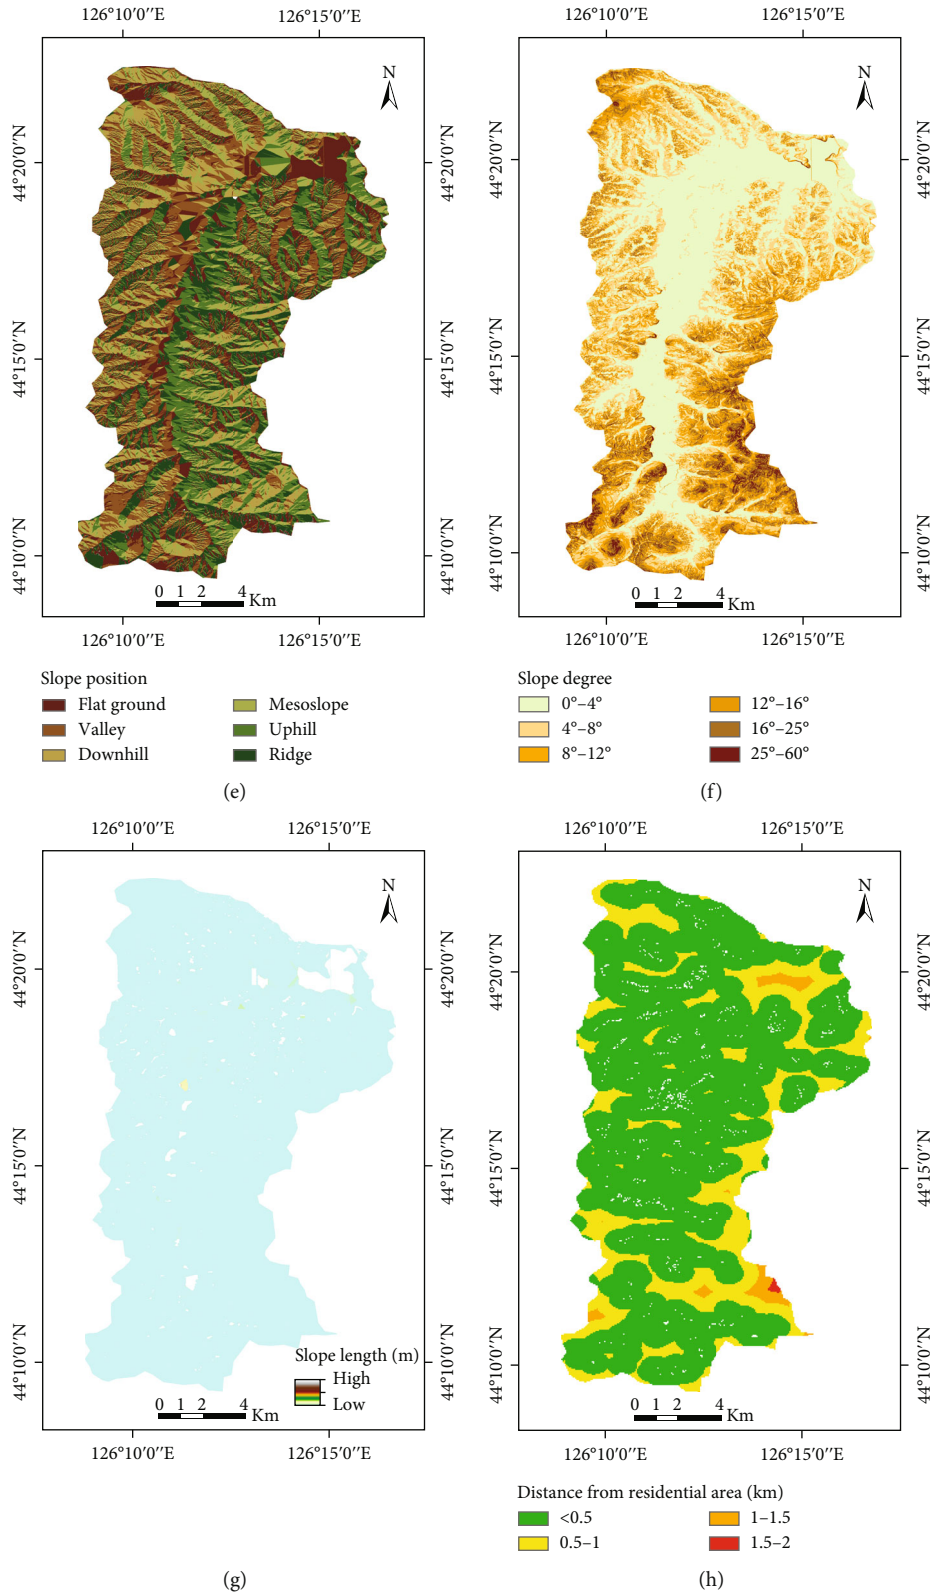 126°10′0″E 126°15′0″E
N
44°20′0″N 44°20′0″N
44°15′0″N 44°15′0″N
44°10′0″N 44°10′0″N
0 1 2 4
Km
126°10′0″E 126°15′0″E
Slope position
Flat ground Mesoslope
Valley Uphill
Downhill Ridge
(e)
126°10′0″E 126°15′0″E
N
44°20′0″N 44°20′0″N
44°15′0″N 44°15′0″N
44°10′0″N 44°10′0″N
0 1 2 4
Km
126°10′0″E 126°15′0″E
Slope degree
0°–4° 12°–16°
4°–8° 16°–25°
8°–12° 25°–60°
(f)
126°10′0″E 126°15′0″E
N
44°20′0″N 44°20′0″N
44°15′0″N 44°15′0″N
44°10′0″N 44°10′0″N
Slope length (m)
High
Low
0 1 2 4
Km
126°10′0″E 126°15′0″E
(g)
126°10′0″E 126°15′0″E
N
44°20′0″N 44°20′0″N
44°15′0″N 44°15′0″N
44°10′0″N 44°10′0″N
0 1 2 4
Km
126°10′0″E 126°15′0″E
Distance from residential area (km)
<0.5 1–1.5
0.5–1 1.5–2
(h)